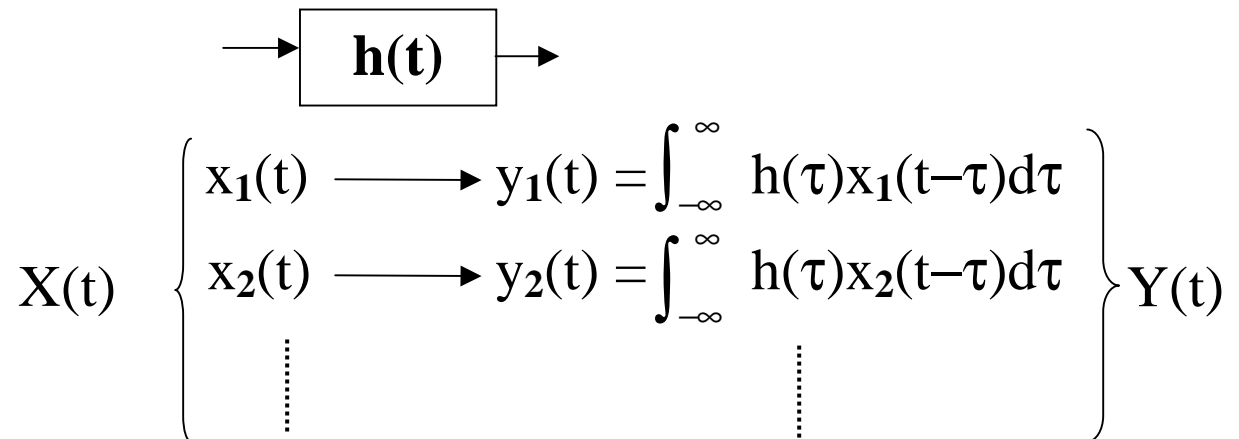 h(t)
x₁(t) y₁(t) = ∫_{−∞}^{∞} h(τ)x₁(t−τ)dτ
X(t) x₂(t) y₂(t) = ∫_{−∞}^{∞} h(τ)x₂(t−τ)dτ Y(t)